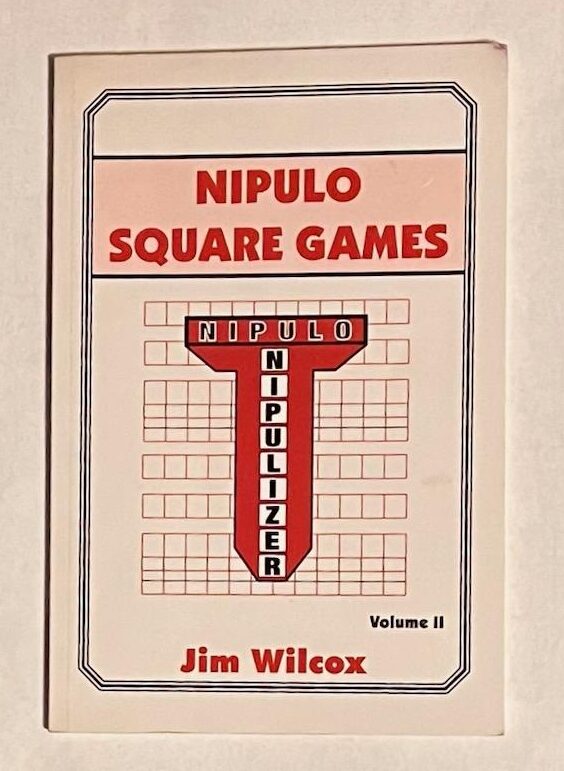 NIPULO
SQUARE GAMES
NIPULO
NIPULIZER
Volume II
Jim Wilcox